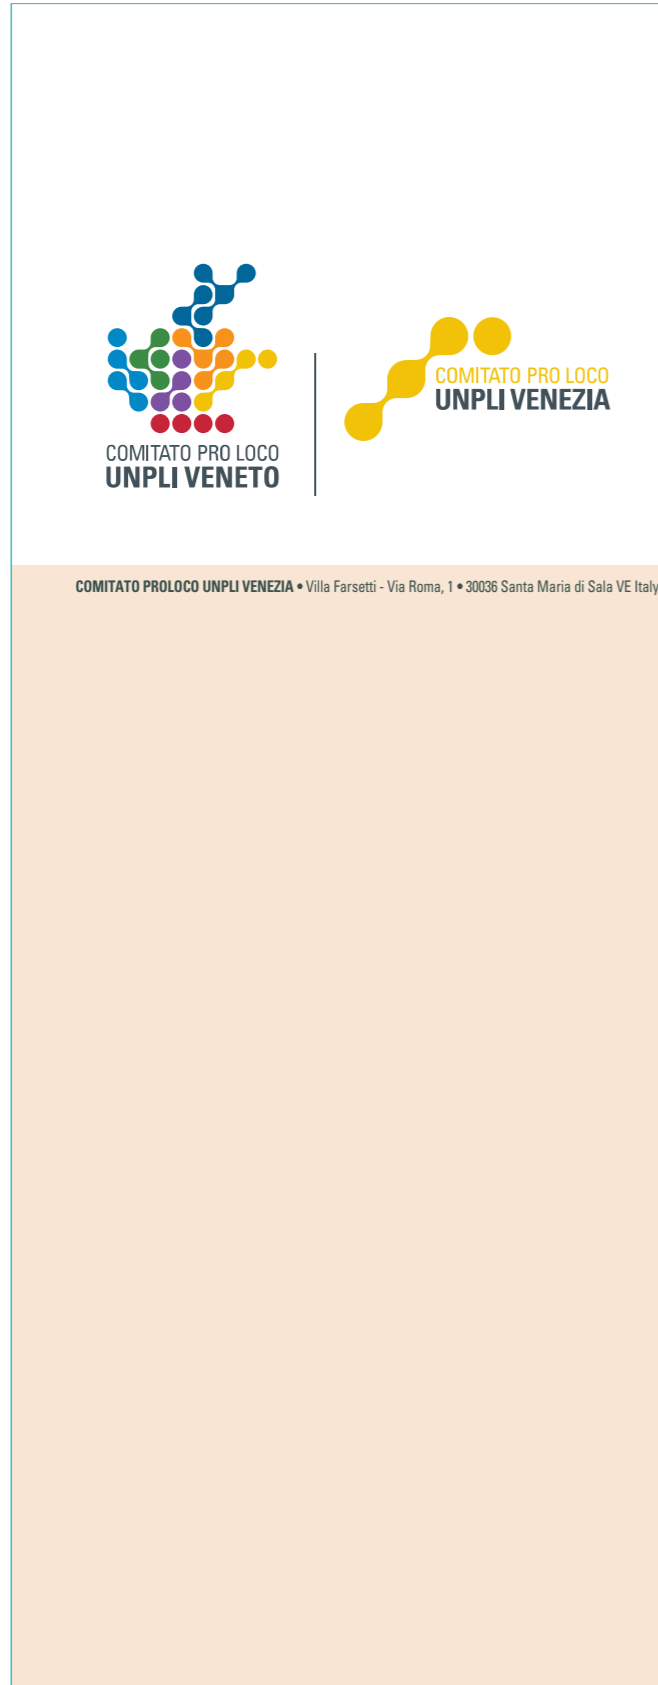 COMITATO PRO LOCO
UNPLI VENETO
COMITATO PRO LOCO
UNPLI VENEZIA
COMITATO PROLOCO UNPLI VENEZIA • Villa Farsetti - Via Roma, 1 • 30036 Santa Maria di Sala VE Italy